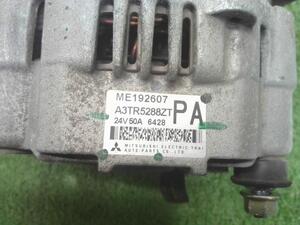 ME192607
A3TR5288ZT PA
24V 50A 6428
MITSUBISHI ELECTRIC THAI
AUTO-PARTS CO.,LTD.